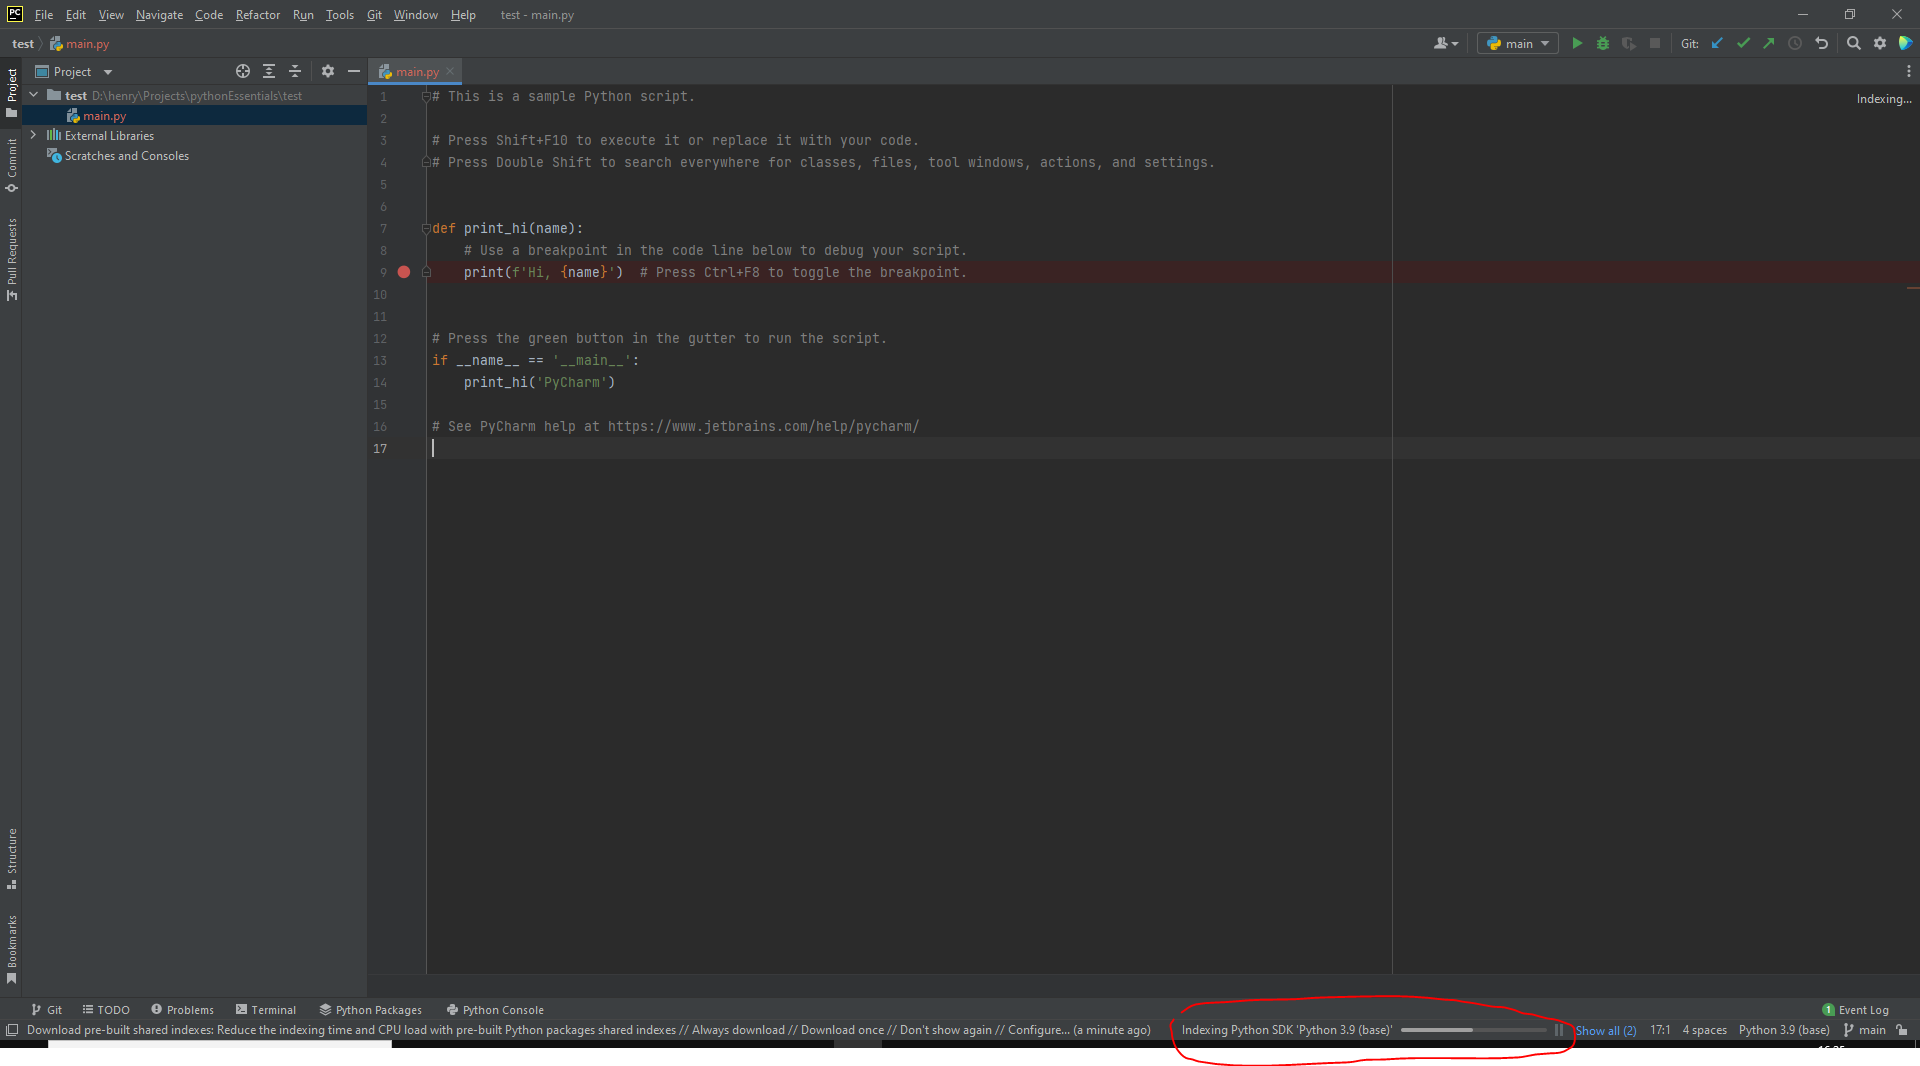 PC File Edit View Navigate Code Refactor Run Tools Git Window Help test - main.py
test main.py main Git:
Project main.py
Indexing...
test D:\henry\Projects\pythonEssentials\test
main.py
External Libraries
Scratches and Consoles
Project
Commit
Pull Requests
Structure
Bookmarks
1 # This is a sample Python script.
2
3 # Press Shift+F10 to execute it or replace it with your code.
4 # Press Double Shift to search everywhere for classes, files, tool windows, actions, and settings.
5
6
7 def print_hi(name):
8 # Use a breakpoint in the code line below to debug your script.
9 print(f'Hi, {name}') # Press Ctrl+F8 to toggle the breakpoint.
10
11
12 # Press the green button in the gutter to run the script.
13 if __name__ == '__main__':
14 print_hi('PyCharm')
15
16 # See PyCharm help at https://www.jetbrains.com/help/pycharm/
17
Git TODO Problems Terminal Python Packages Python Console 1 Event Log
Download pre-built shared indexes: Reduce the indexing time and CPU load with pre-built Python packages shared indexes // Always download // Download once // Don't show again // Configure... (a minute ago) Indexing Python SDK 'Python 3.9 (base)' Show all (2) 17:1 4 spaces Python 3.9 (base) main